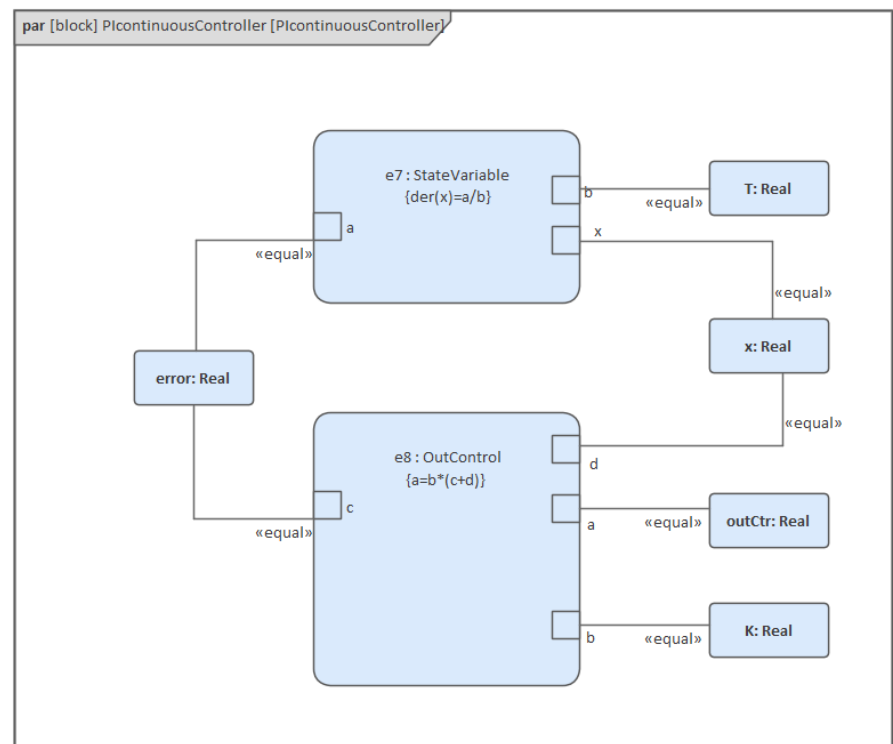 par [block] PIcontinuousController [PIcontinuousController]
e7 : StateVariable
{der(x)=a/b}
b
«equal»
T: Real
a
«equal»
x
«equal»
x: Real
error: Real
«equal»
e8 : OutControl
{a=b*(c+d)}
d
c
«equal»
a
«equal»
outCtr: Real
b
«equal»
K: Real